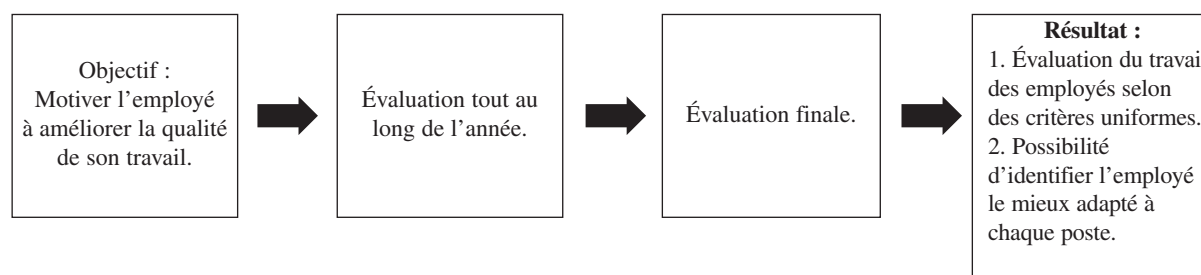 Objectif :
Motiver l’employé
à améliorer la qualité
de son travail.
Évaluation tout au
long de l’année.
Évaluation finale.
Résultat :
1. Évaluation du travai
des employés selon
des critères uniformes.
2. Possibilité
d’identifier l’employé
le mieux adapté à
chaque poste.